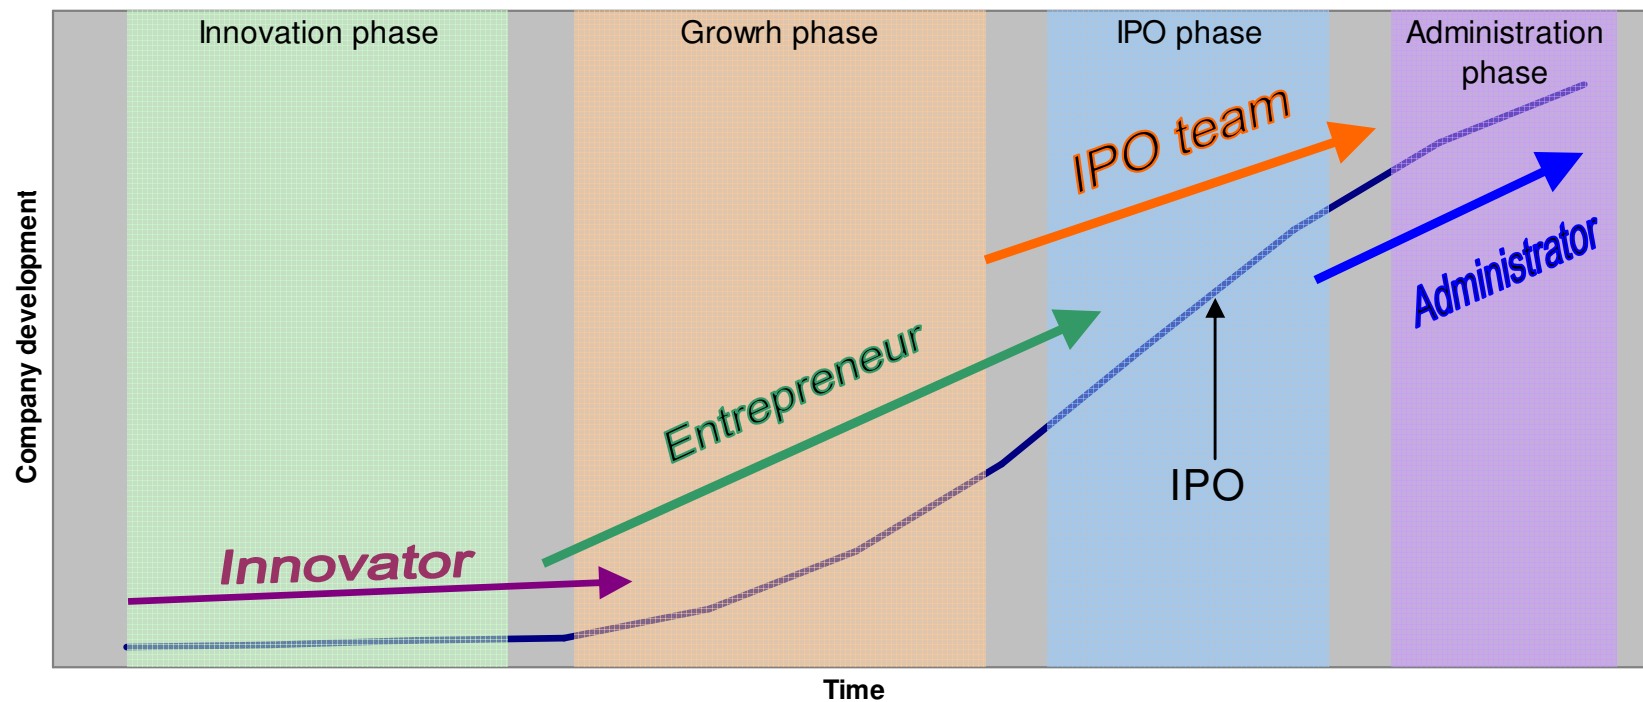 Innovation phase
Growrh phase
IPO phase
Administration
phase
IPO team
Administrator
Entrepreneur
IPO
Innovator
Company development
Time